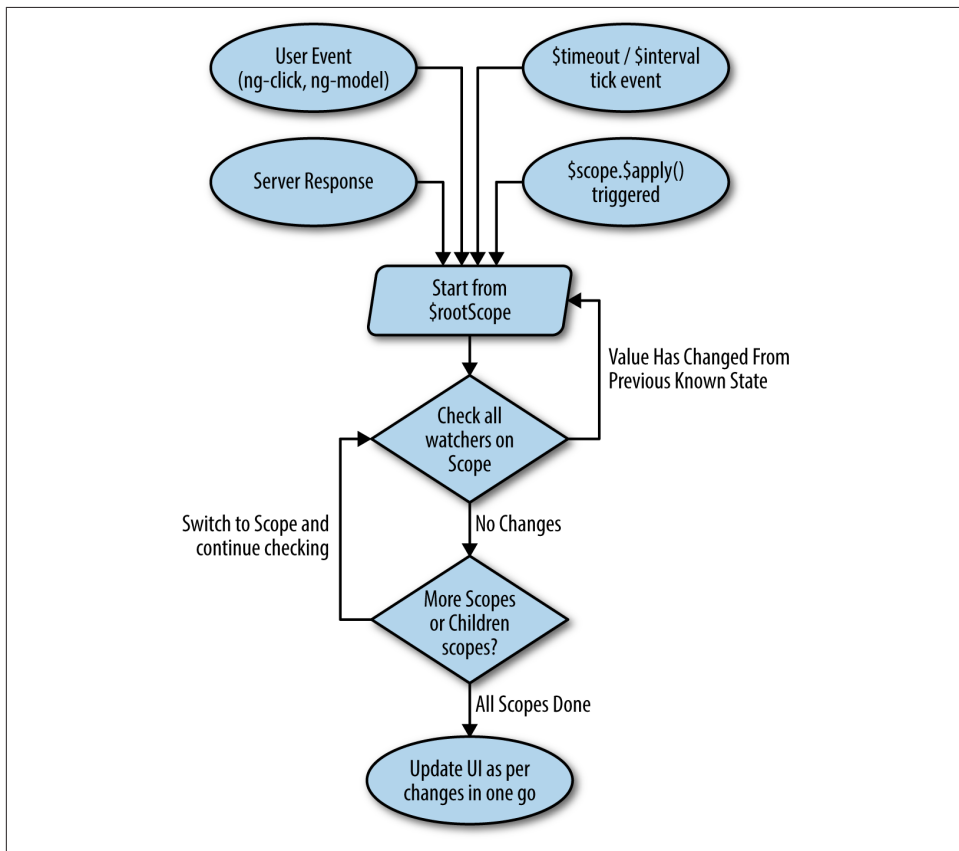 User Event
(ng-click, ng-model)
$timeout / $interval
tick event
Server Response
$scope.$apply()
triggered
Start from
$rootScope
Value Has Changed From
Previous Known State
Check all
watchers on
Scope
Switch to Scope and
continue checking
No Changes
More Scopes
or Children
scopes?
All Scopes Done
Update UI as per
changes in one go